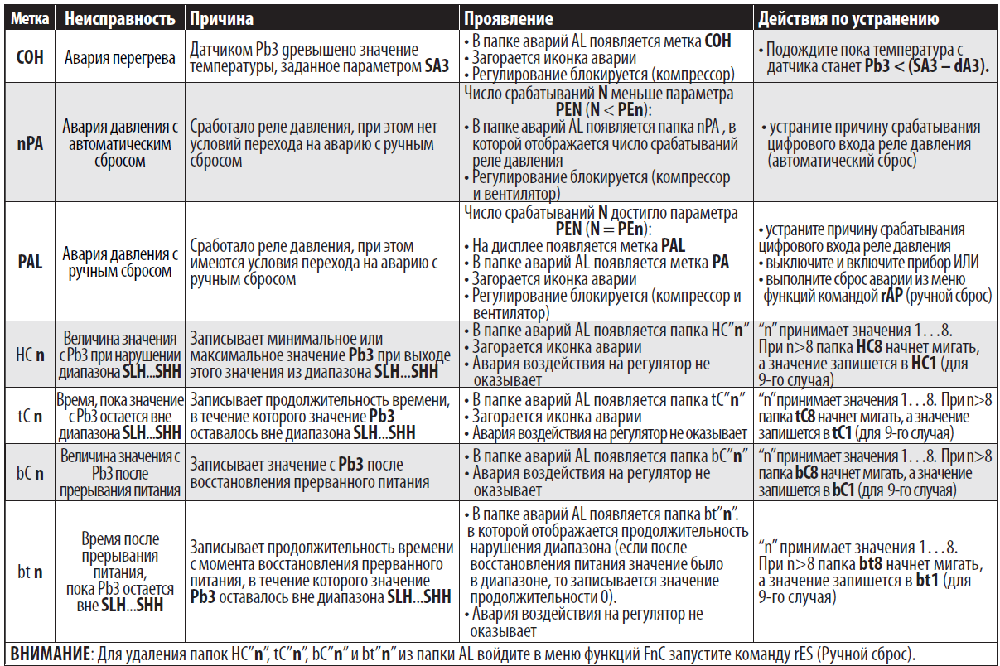 Метка Неисправность Причина Проявление Действия по устранению
COH
Авария перегрева
Датчиком Pb3 gревышено значение
температуры, заданное параметром SA3
• В папке аварий AL появляется метка COH
• Загорается иконка аварии
• Регулирование блокируется (компрессор)
• Подождите пока температура с
датчика станет Pb3 < (SA3 – dA3).
nPA
Авария давления с
автоматическим
сбросом
Сработало реле давления, при этом нет
условий перехода на аварию с ручным
сбросом
Число срабатываний N меньше параметра
PEN (N < PEn):
• В папке аварий AL появляется папка nPA , в
которой отображается число срабатываний
реле давления
• Регулирование блокируется (компрессор
и вентилятор)
• устраните причину срабатывания
цифрового входа реле давления
(автоматический сброс)
PAL
Авария давления с
ручным сбросом
Сработало реле давления, при этом
имеются условия перехода на аварию с
ручным сбросом
Число срабатываний N достигло параметра
PEN (N = PEn):
• На дисплее появляется метка PAL
• В папке аварий AL появляется метка PA
• Загорается иконка аварии
• Регулирование блокируется (компрессор и
вентилятор)
• устраните причину срабатывания
цифрового входа реле давления
• выключите и включите прибор ИЛИ
• выполните сброс аварии из меню
функций командой rAP (ручной сброс)
HC n
Величина значения
с Pb3 при нарушении
диапазона SLH...SHH
Записывает минимальное или
максимальное значение Pb3 при выходе
этого значения из диапазона SLH...SHH
• В папке аварий AL появляется папка HC”n”
• Загорается иконка аварии
• Авария воздействия на регулятор не
оказывает
“n” принимает значения 1…8.
При n>8 папка HC8 начнет мигать,
а значение запишется в HC1 (для
9-го случая)
tC n
Время, пока значение
с Pb3 остается вне
диапазона SLH...SHH
Записывает продолжительность времени,
в течение которого значение Pb3
оставалось вне диапазона SLH...SHH
• В папке аварий AL появляется папка tC”n”
• Загорается иконка аварии
• Авария воздействия на регулятор не оказывает
“n” принимает значения 1…8. При n>8
папка tC8 начнет мигать, а значение
запишется в tC1 (для 9-го случая)
bC n
Величина значения с
Pb3 после
прерывания питания
Записывает значение с Pb3 после
восстановления прерванного питания
• В папке аварий AL появляется папка bC”n”
• Авария воздействия на регулятор не
оказывает
“n” принимает значения 1…8. При n>8
папка bC8 начнет мигать, а значение
запишется в bC1 (для 9-го случая)
bt n
Время после
прерывания
питания,
пока Pb3 остается
вне SLH...SHH
Записывает продолжительность времени
с момента восстановления прерванного
питания, в течение которого значение
Pb3 оставалось вне диапазона SLH...SHH
• В папке аварий AL появляется папка bt”n”.
в которой отображается продолжительность
нарушения диапазона (если после
восстановления питания значение было
в диапазоне, то записывается значение
продолжительности 0).
• Авария воздействия на регулятор не
оказывает
“n” принимает значения 1…8.
При n>8 папка bt8 начнет мигать,
а значение запишется в bt1 (для
9-го случая)
ВНИМАНИЕ: Для удаления папок HC”n”, tC”n”, bC”n” и bt”n” из папки AL войдите в меню функций FnC запустите команду rES (Ручной сброс).